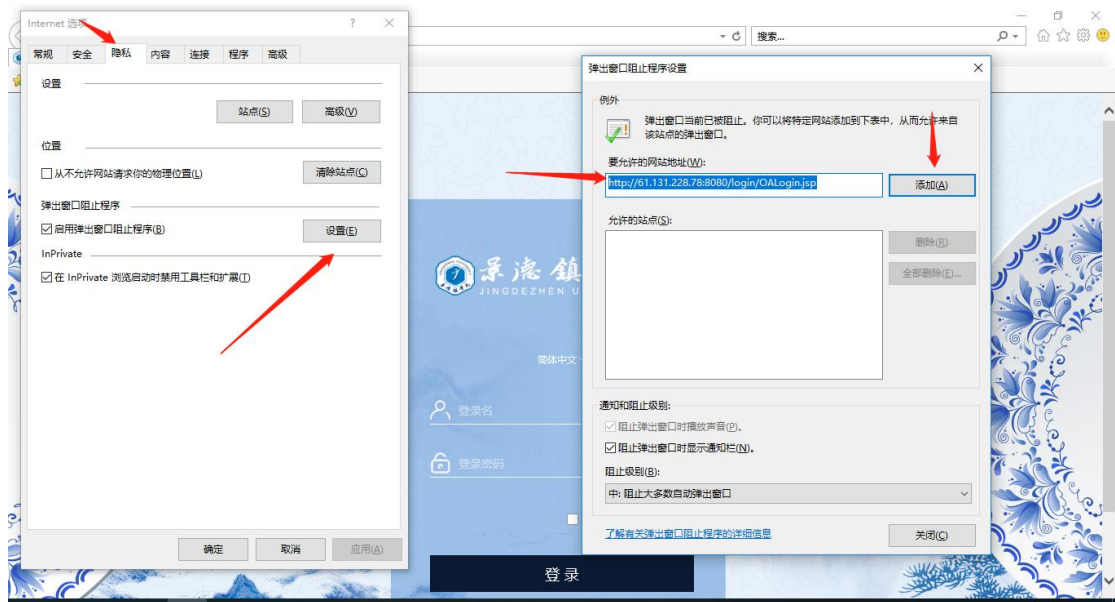 Internet 选项
常规 安全 隐私 内容 连接 程序 高级
设置
站点(S) 高级(V)
位置
从不允许网站请求你的物理位置(L) 清除站点(C)
弹出窗口阻止程序
启用弹出窗口阻止程序(B) 设置(E)
InPrivate
在 InPrivate 浏览启动时禁用工具栏和扩展(T)
确定 取消 应用(A)
搜索...
弹出窗口阻止程序设置
例外
弹出窗口当前已被阻止。你可以将特定网站添加到下表中，从而允许来自
该站点的弹出窗口。
要允许的网站地址(W):
http://61.131.228.78:8080/login/OALogin.jsp 添加(A)
允许的站点(S):
删除(R)
全部删除(E)...
通知和阻止级别:
阻止弹出窗口时播放声音(P)。
阻止弹出窗口时显示通知栏(N)。
阻止级别(B):
中: 阻止大多数自动弹出窗口
了解有关弹出窗口阻止程序的详细信息 关闭(C)
景德鎮
JINGDEZHEN U
简体中文
登录名
登录密码
登录